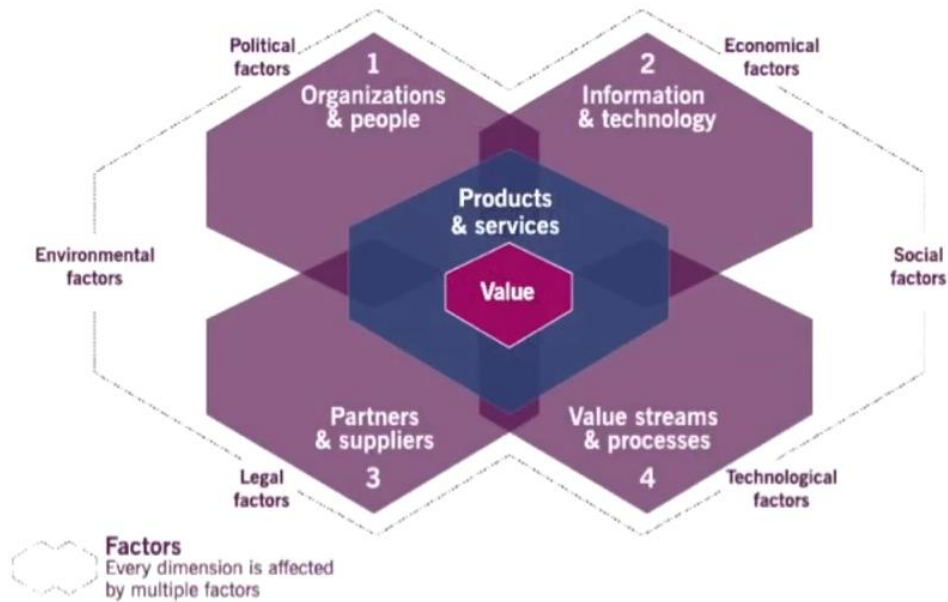 Political
factors
Economical
factors
1
Organizations
& people
2
Information
& technology
Products
& services
Environmental
factors
Value
Social
factors
Partners
& suppliers
3
Value streams
& processes
4
Legal
factors
Technological
factors
Factors
Every dimension is affected
by multiple factors